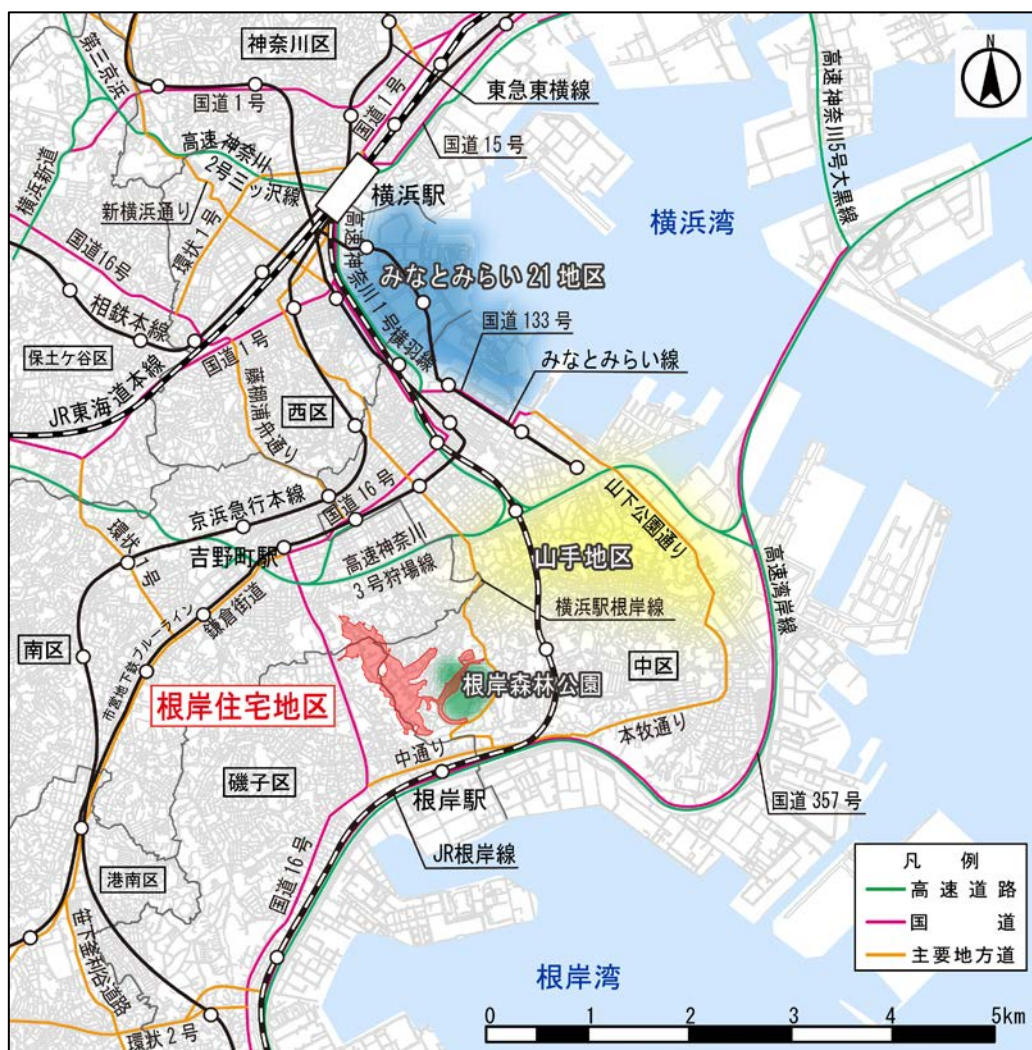 神奈川区
N
第三京浜
国道1号
国道1号
東急東横線
国道15号
高速神奈川5号大黒線
高速神奈川
2号三ッ沢線
横浜新道
新横浜通り
環状1号
横浜駅
横浜湾
国道16号
高速神奈川1号横羽線
みなとみらい21地区
国道133号
みなとみらい線
相鉄本線
保土ケ谷区
国道1号
JR東海道本線
藤棚浦舟通り
西区
国道16号
京浜急行本線
山下公園通り
環状1号
吉野町駅
高速神奈川
3号狩場線
山手地区
高速湾岸線
横浜駅根岸線
鎌倉街道
市営地下鉄ブルーライン
南区
中区
根岸森林公園
根岸住宅地区
本牧通り
中通り
磯子区
根岸駅
国道357号
JR根岸線
港南区
国道16号
笹下釜利谷道路
環状2号
根岸湾
凡例
高速道路
国道
主要地方道
0 1 2 3 4 5km